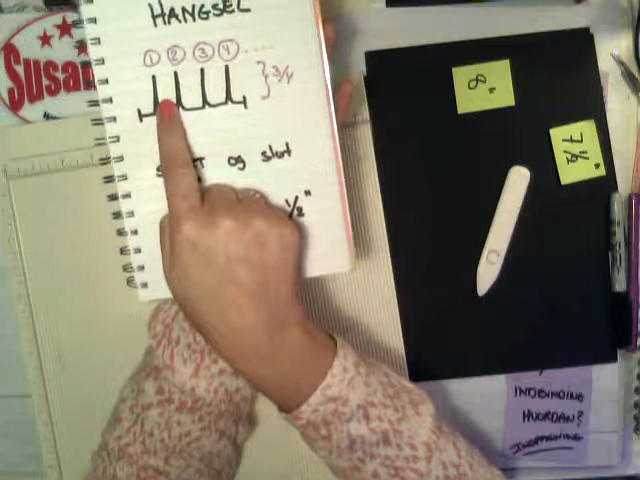 HANGSEL
1 2 3 4 .....
3/4
og slut
1/2"
Susan
8"
7 1/2"
INDBINDING
HVORDAN?